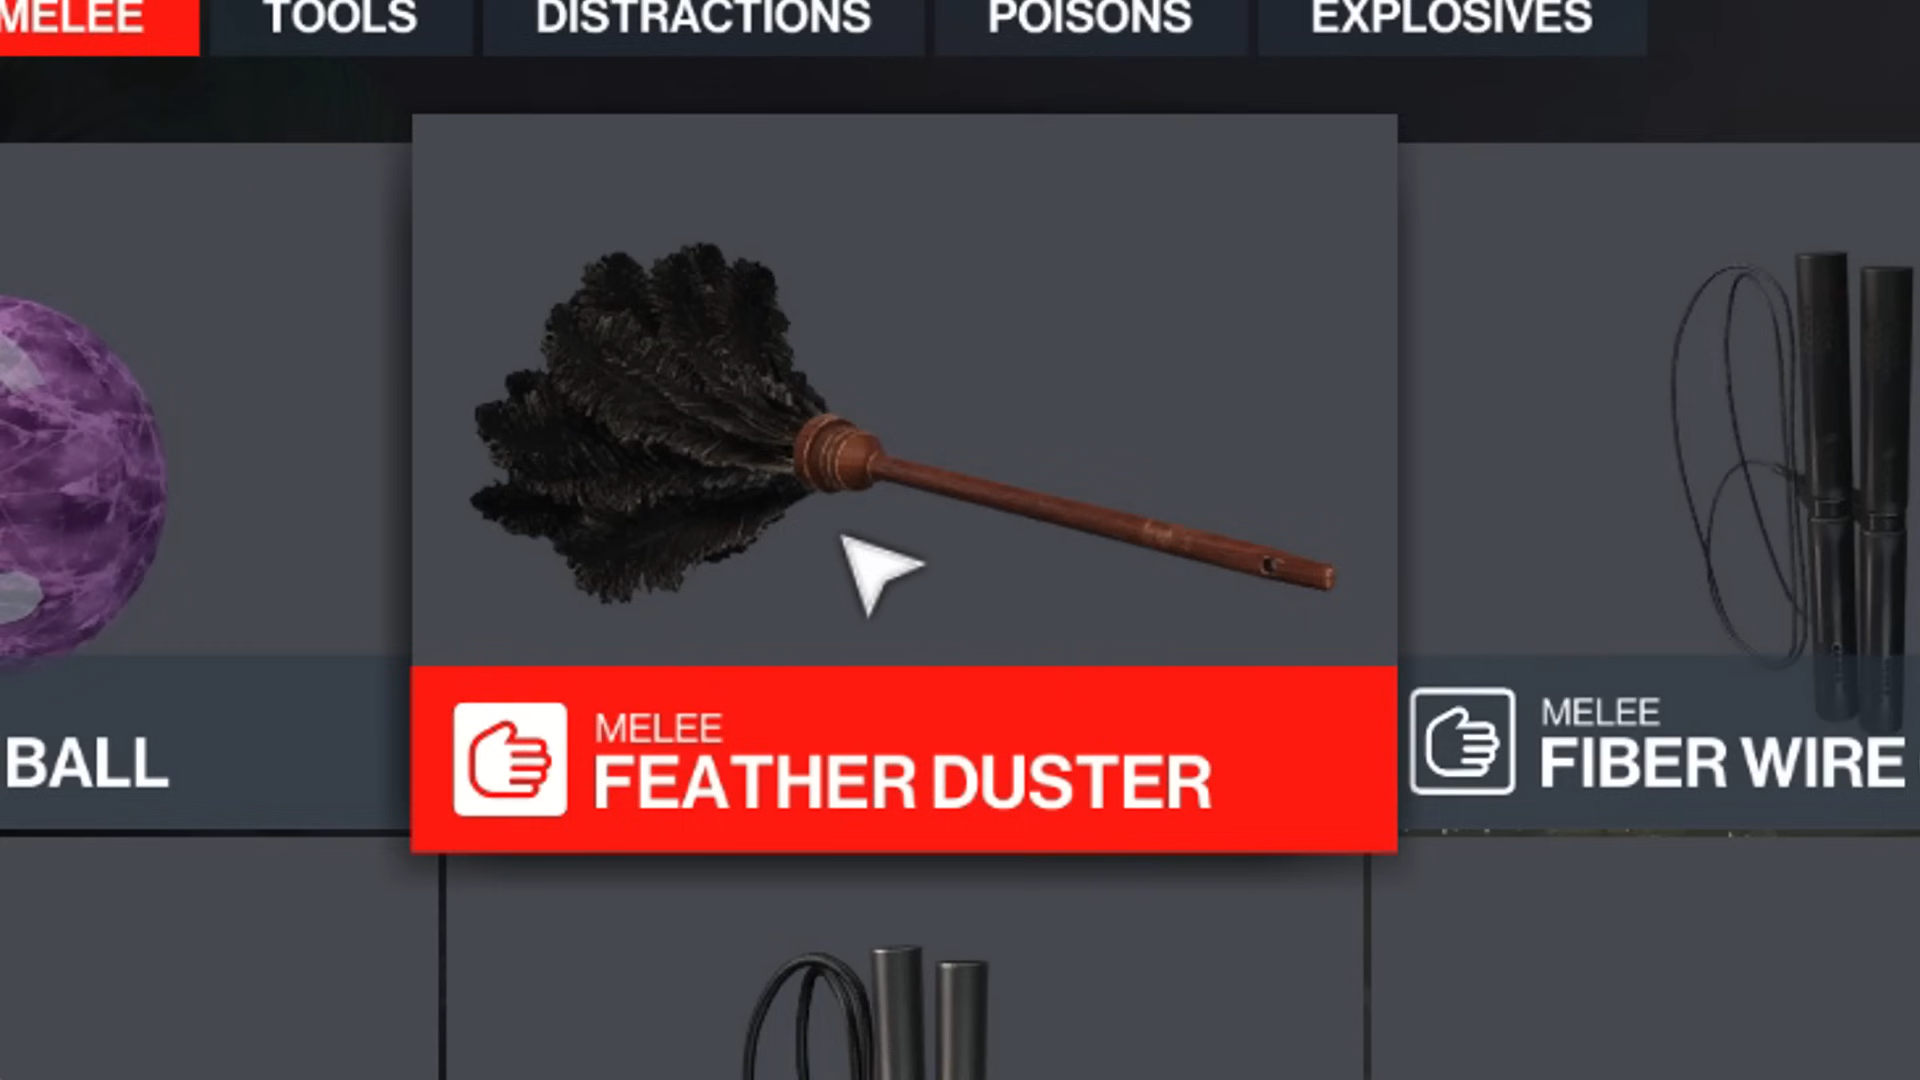 MELEE
TOOLS
DISTRACTIONS
POISONS
EXPLOSIVES
BALL
MELEE
FEATHER DUSTER
MELEE
FIBER WIRE